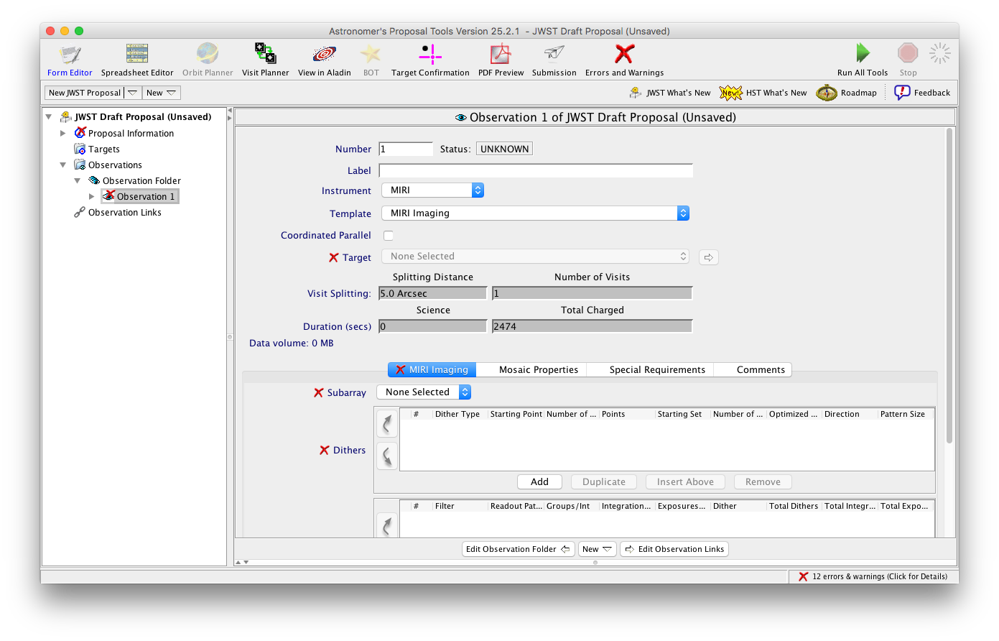 Astronomer's Proposal Tools Version 25.2.1 - JWST Draft Proposal (Unsaved)
Form Editor Spreadsheet Editor Orbit Planner Visit Planner View in Aladin BOT Target Confirmation PDF Preview Submission Errors and Warnings Run All Tools Stop
New JWST Proposal New JWST What's New New! HST What's New Roadmap Feedback
JWST Draft Proposal (Unsaved)
Proposal Information
Targets
Observations
Observation Folder
Observation 1
Observation Links
Observation 1 of JWST Draft Proposal (Unsaved)
Number 1 Status: UNKNOWN
Label
Instrument MIRI
Template MIRI Imaging
Coordinated Parallel
Target None Selected
Splitting Distance Number of Visits
Visit Splitting: 5.0 Arcsec 1
Science Total Charged
Duration (secs) 0 2474
Data volume: 0 MB
MIRI Imaging Mosaic Properties Special Requirements Comments
Subarray None Selected
# Dither Type Starting Point Number of ... Points Starting Set Number of ... Optimized ... Direction Pattern Size
Dithers
Add Duplicate Insert Above Remove
# Filter Readout Pat... Groups/Int Integration... Exposures... Dither Total Dithers Total Integr... Total Expo...
Edit Observation Folder New Edit Observation Links
12 errors & warnings (Click for Details)